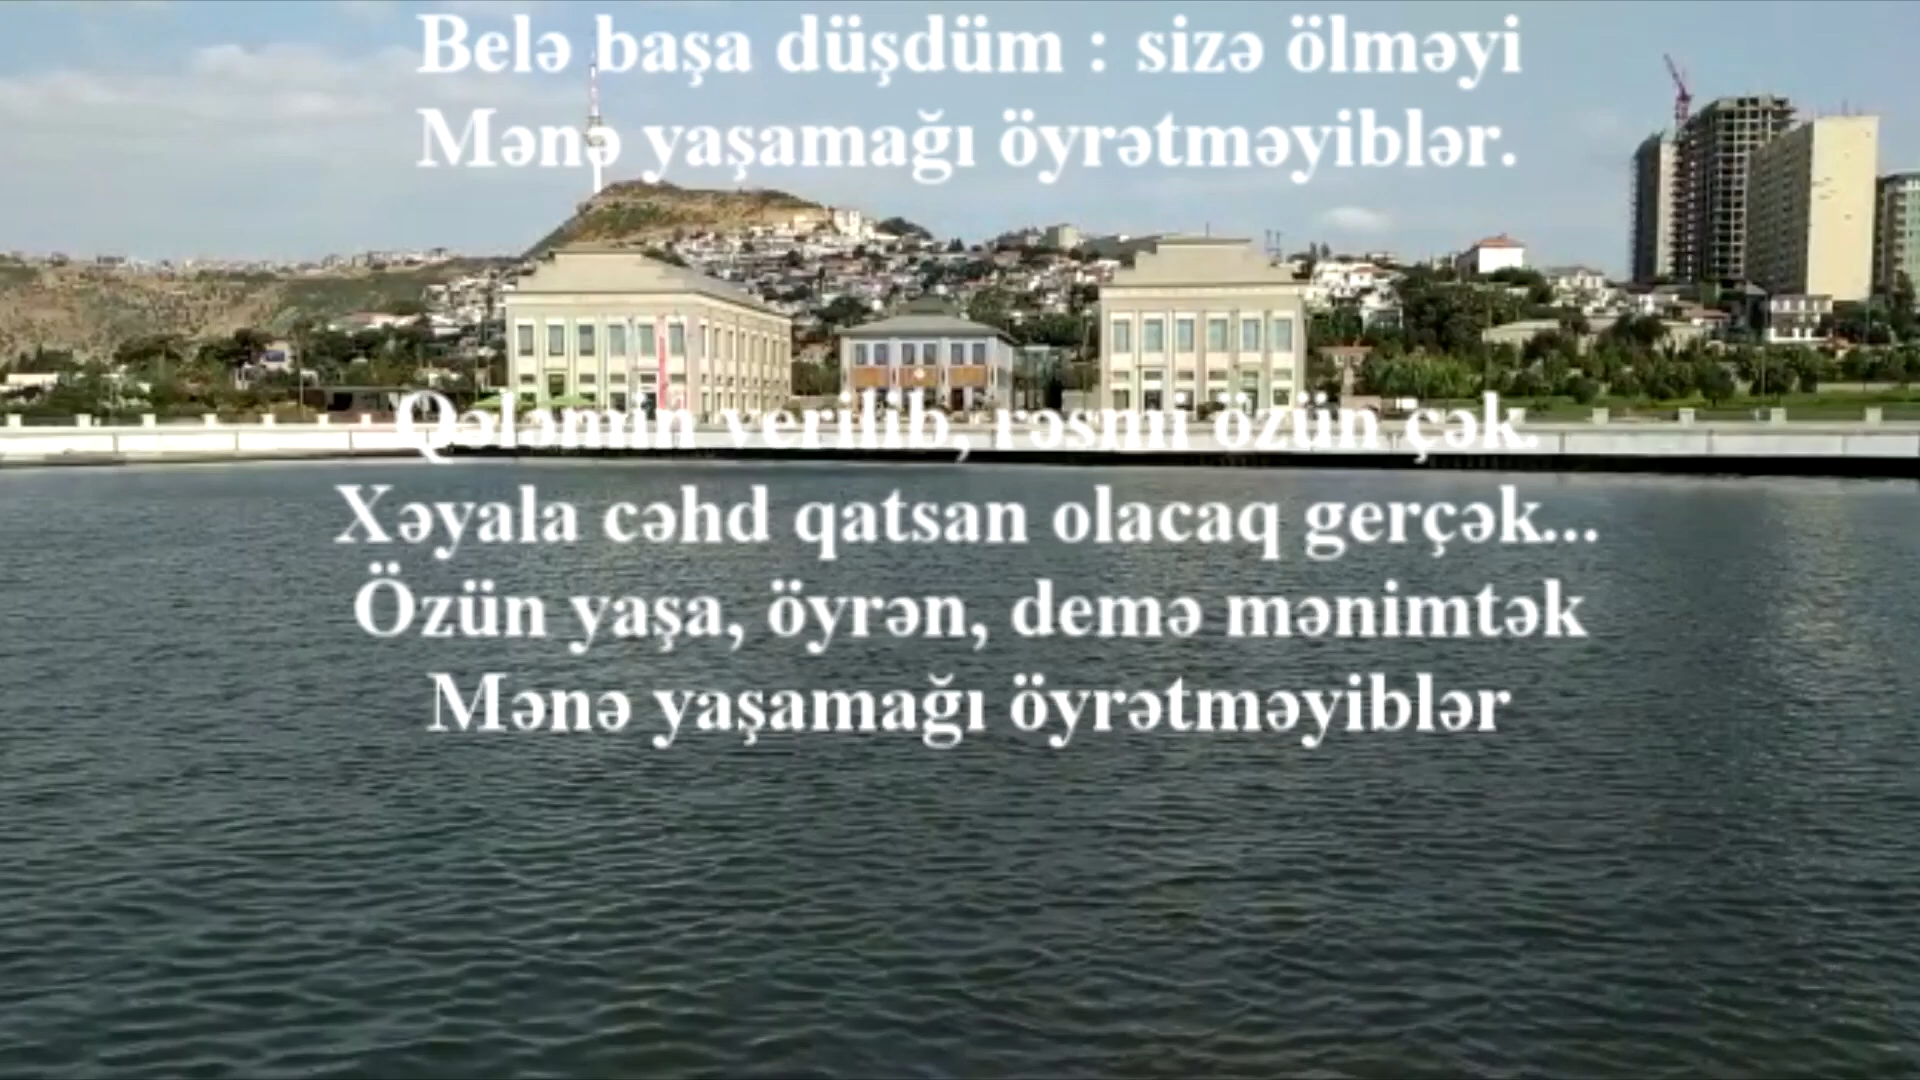 Belə başa düşdüm : sizə ölməyi
Mənə yaşamağı öyrətməyiblər.
Qələmin verilib, rəsmi özün çək.
Xəyala cəhd qatsan olacaq gerçək...
Özün yaşa, öyrən, demə mənimtək
Mənə yaşamağı öyrətməyiblər